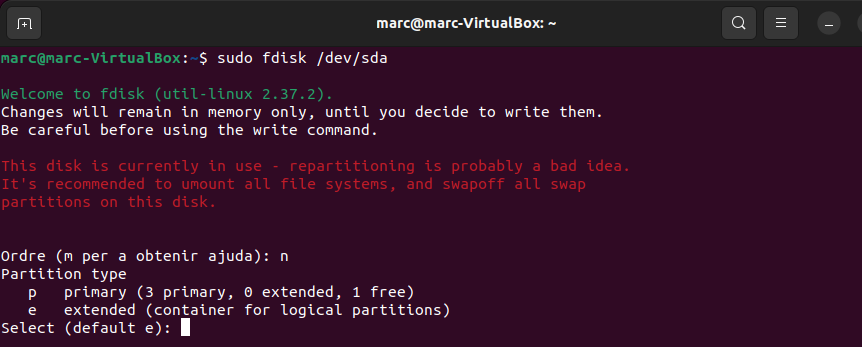 marc@marc-VirtualBox: ~
marc@marc-VirtualBox:~$ sudo fdisk /dev/sda
Welcome to fdisk (util-linux 2.37.2).
Changes will remain in memory only, until you decide to write them.
Be careful before using the write command.
This disk is currently in use - repartitioning is probably a bad idea.
It's recommended to umount all file systems, and swapoff all swap
partitions on this disk.
Ordre (m per a obtenir ajuda): n
Partition type
   p   primary (3 primary, 0 extended, 1 free)
   e   extended (container for logical partitions)
Select (default e):